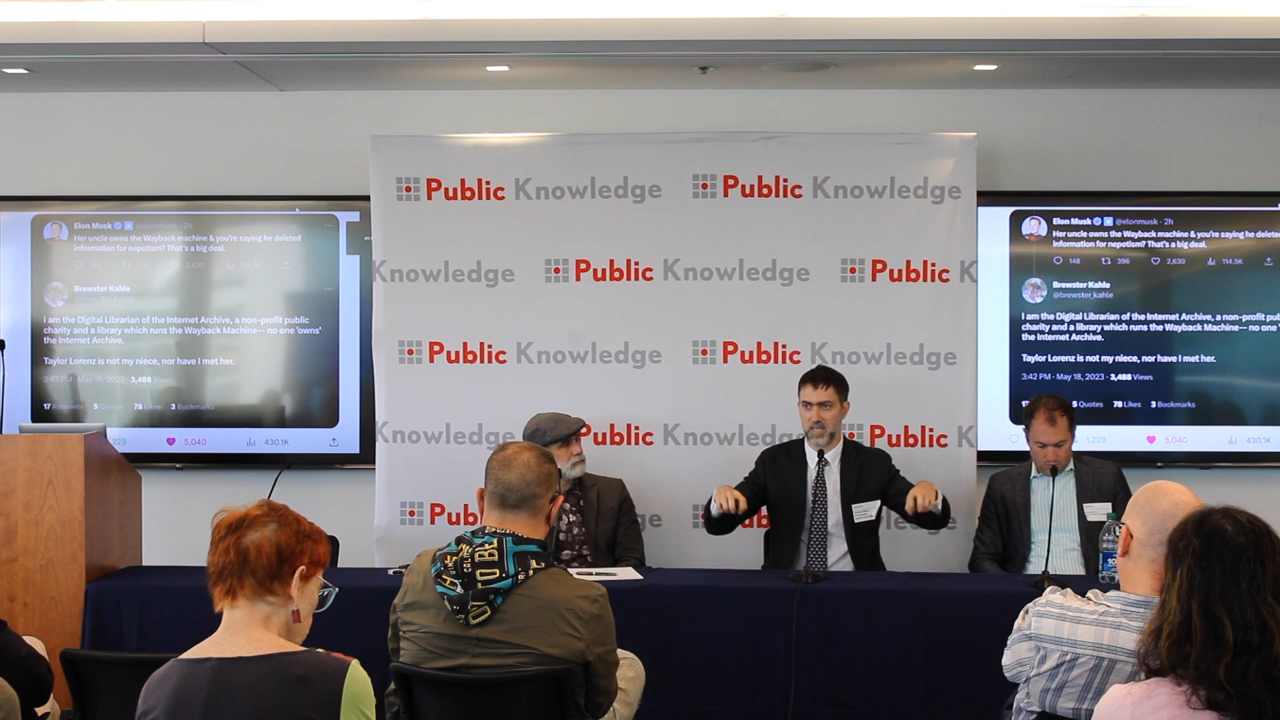 Public Knowledge
Public Knowledge
Knowledge
Public Knowledge
Public K
Public Knowledge
Public Knowledge
Knowledge
Public Knowledge
Public K
Pub
Elon Musk
2h
Her uncle owns the Wayback machine & you're saying he deleted
information for nepotism? That's a big deal.
Brewster Kahle
I am the Digital Librarian of the Internet Archive, a non-profit public
charity and a library which runs the Wayback Machine— no one 'owns'
the Internet Archive.
Taylor Lorenz is not my niece, nor have I met her.
3:42 PM · May 18, 2023 · 3,488 Views
17 Retweets 5 Quotes 78 Likes 3 Bookmarks
229 5,040 430.1K
Elon Musk @elonmusk · 2h
Her uncle owns the Wayback machine & you're saying he deleted
information for nepotism? That's a big deal.
148 396 2,630 114.5K
Brewster Kahle
@brewster_kahle
I am the Digital Librarian of the Internet Archive, a non-profit pu
charity and a library which runs the Wayback Machine— no one
the Internet Archive.
Taylor Lorenz is not my niece, nor have I met her.
3:42 PM · May 18, 2023 · 3,488 Views
Quotes 78 Likes 3 Bookmarks
1,229 5,040 430.1K
TO BE